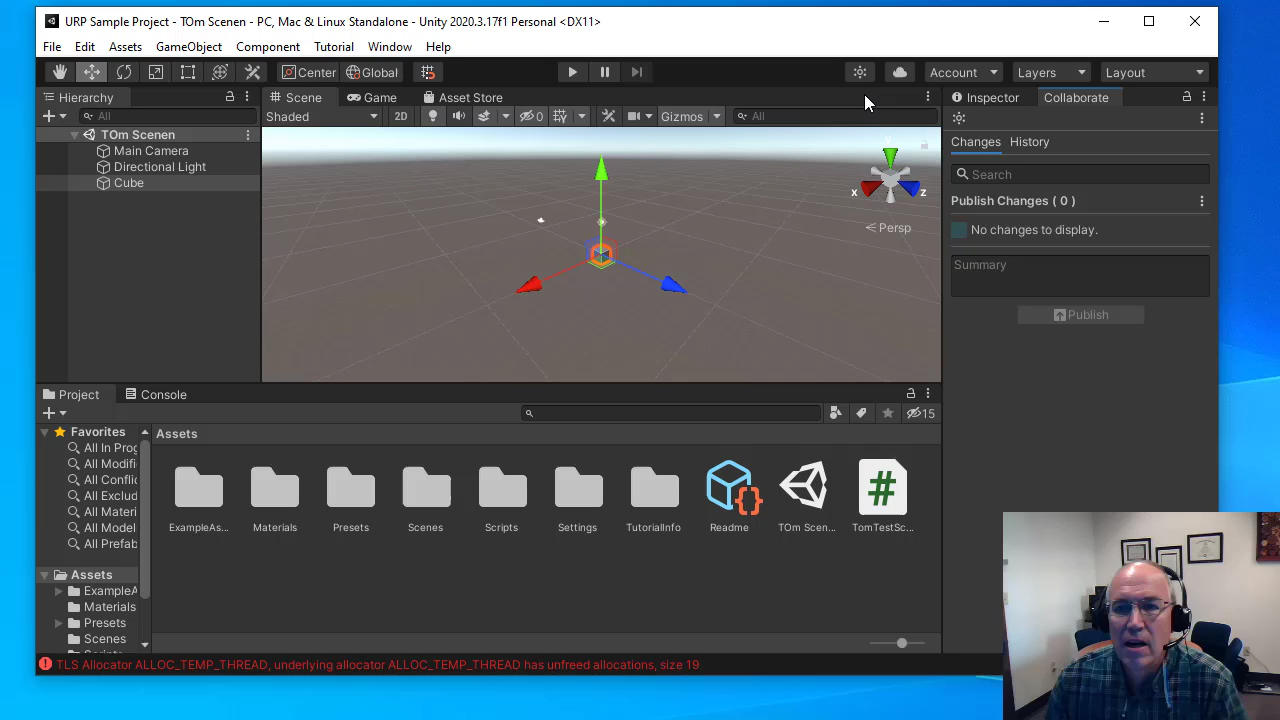 URP Sample Project - TOm Scenen - PC, Mac & Linux Standalone - Unity 2020.3.17f1 Personal <DX11>
File Edit Assets GameObject Component Tutorial Window Help
Center Global Account Layers Layout
Hierarchy
All
TOm Scenen
Main Camera
Directional Light
Cube
Scene Game Asset Store
Shaded 2D 0 Gizmos All
x z
Persp
Inspector Collaborate
Changes History
Search
Publish Changes ( 0 )
No changes to display.
Summary
Publish
Project Console
15
Favorites
All In Prog
All Modifi
All Conflic
All Exclud
All Materi
All Model
All Prefab
Assets
ExampleA
Materials
Presets
Scenes
Assets
ExampleAs... Materials Presets Scenes Scripts Settings TutorialInfo Readme TOm Scen... TomTestSc...
TLS Allocator ALLOC_TEMP_THREAD, underlying allocator ALLOC_TEMP_THREAD has unfreed allocations, size 19